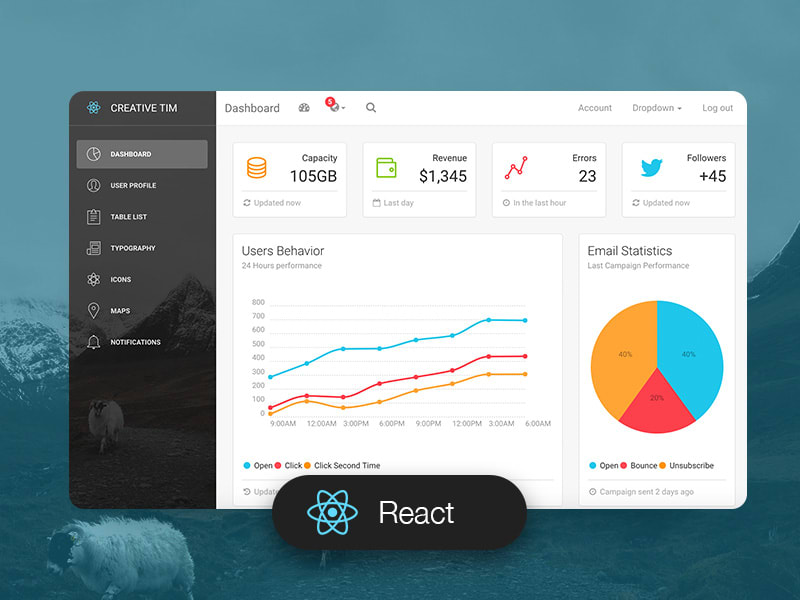 CREATIVE TIM
DASHBOARD
USER PROFILE
TABLE LIST
TYPOGRAPHY
ICONS
MAPS
NOTIFICATIONS
Dashboard 5 Account Dropdown Log out
Capacity
105GB
Updated now
Revenue
$1,345
Last day
Errors
23
In the last hour
Followers
+45
Updated now
Users Behavior
24 Hours performance
800
700
600
500
400
300
200
100
0
9:00AM 12:00AM 3:00PM 6:00PM 9:00PM 12:00PM 3:00AM 6:00AM
Open Click Click Second Time
Email Statistics
Last Campaign Performance
40% 40%
20%
Open Bounce Unsubscribe
Campaign sent 2 days ago
React